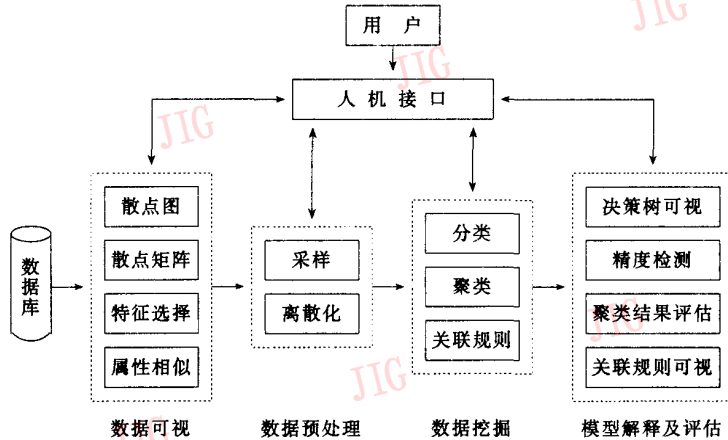 用 户
人 机 接 口
数据库
散点图
散点矩阵
特征选择
属性相似
采样
离散化
分类
聚类
关联规则
决策树可视
精度检测
聚类结果评估
关联规则可视
数据可视
数据预处理
数据挖掘
模型解释及评估
JIG
JIG
JIG
JIG
JIG
JIG